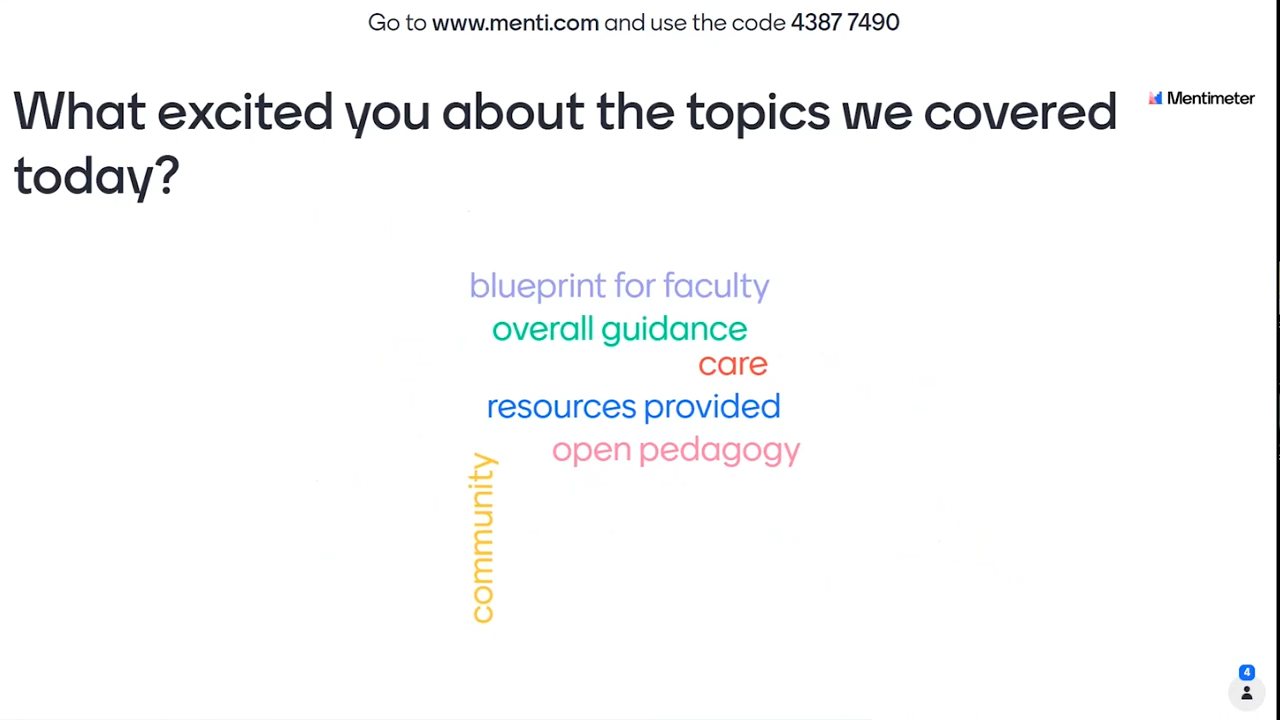 Go to www.menti.com and use the code 4387 7490
What excited you about the topics we covered
today?
Mentimeter
blueprint for faculty
overall guidance
care
resources provided
open pedagogy
community
4